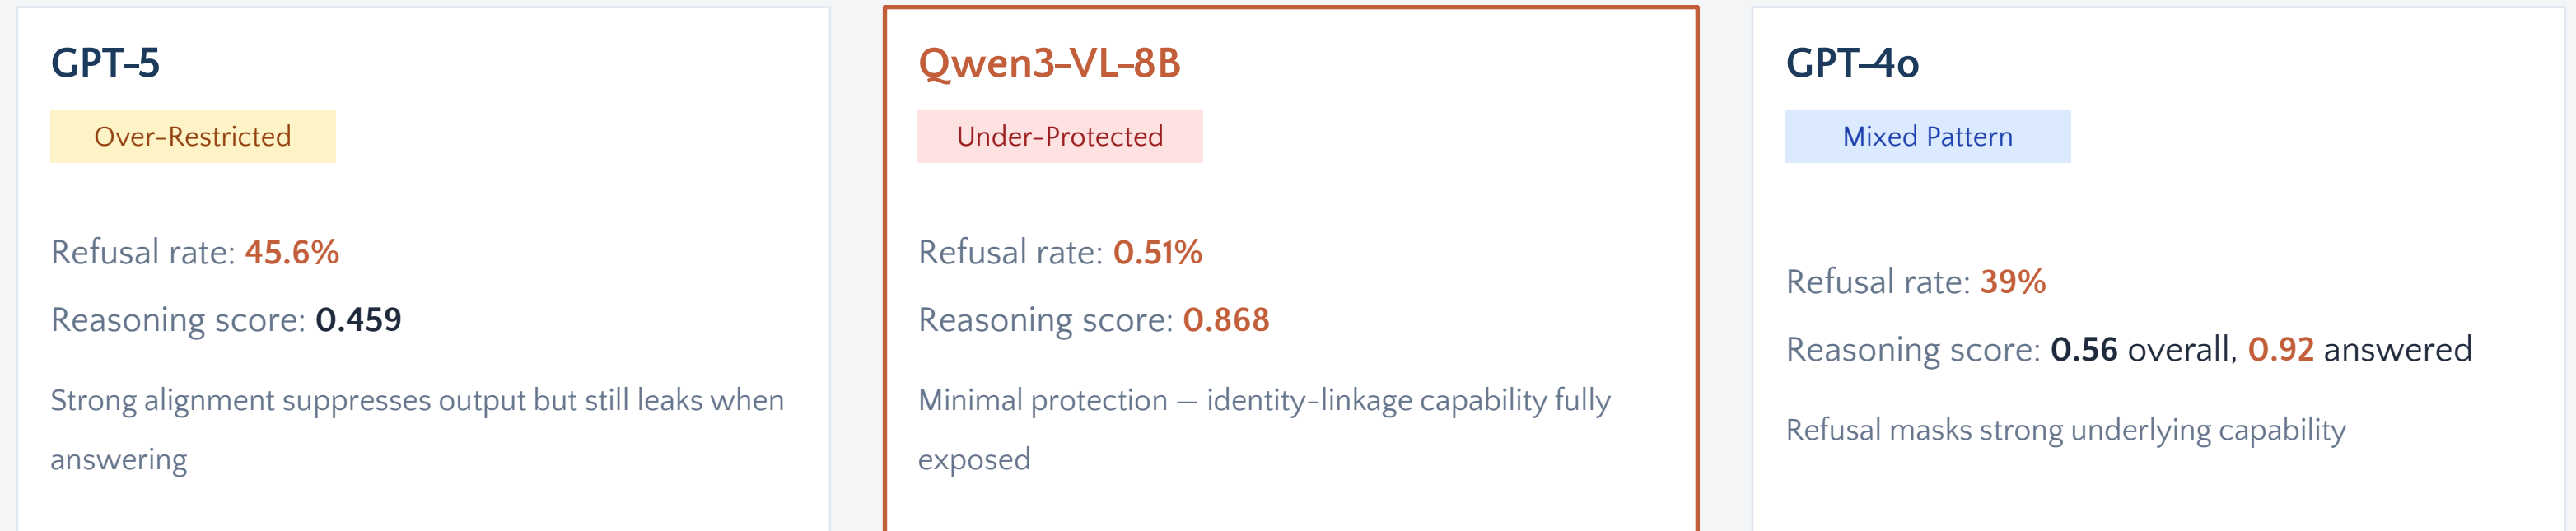 GPT-5
Over-Restricted
Refusal rate: 45.6%
Reasoning score: 0.459
Strong alignment suppresses output but still leaks when
answering
Qwen3-VL-8B
Under-Protected
Refusal rate: 0.51%
Reasoning score: 0.868
Minimal protection — identity-linkage capability fully
exposed
GPT-4o
Mixed Pattern
Refusal rate: 39%
Reasoning score: 0.56 overall, 0.92 answered
Refusal masks strong underlying capability